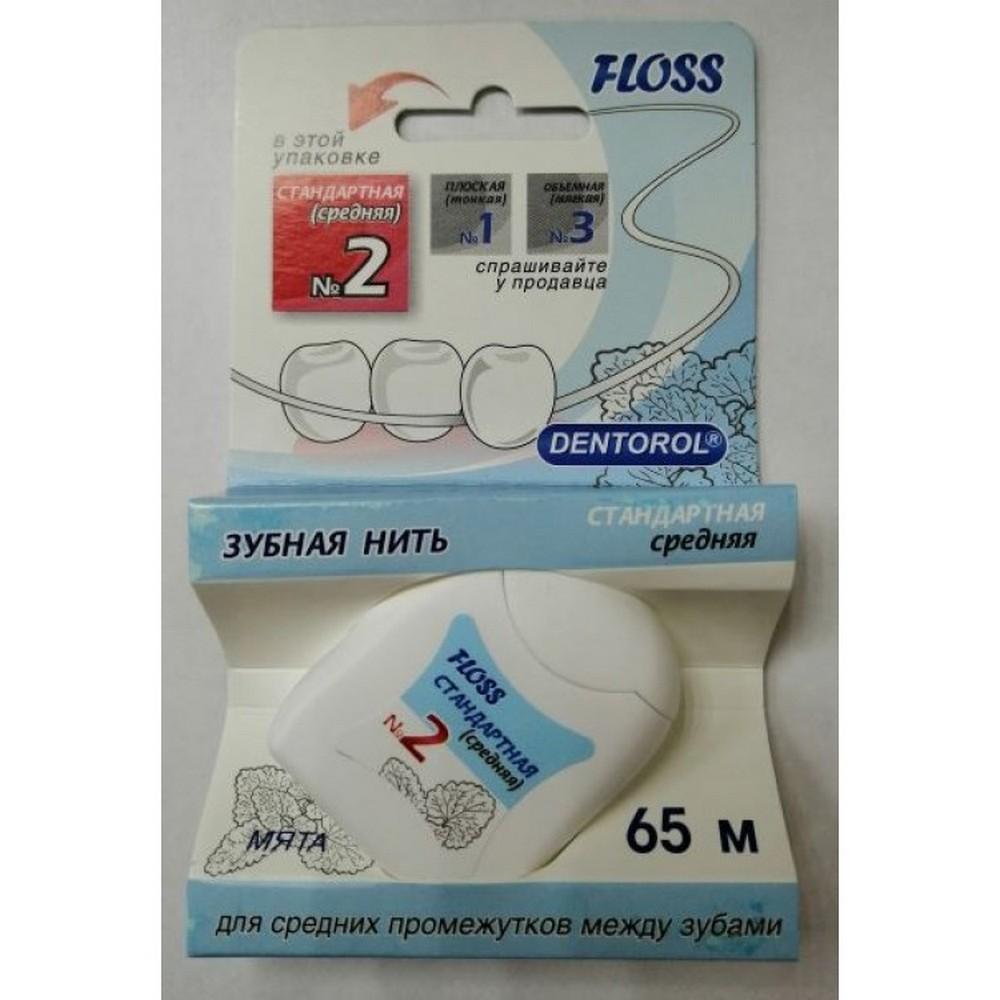 FLOSS
в этой
упаковке
СТАНДАРТНАЯ
(средняя)
№2
ПЛОСКАЯ
(тонкая)
№1
ОБЪЕМНАЯ
(мягкая)
№3
спрашивайте
у продавца
DENTOROL®
ЗУБНАЯ НИТЬ
СТАНДАРТНАЯ
средняя
FLOSS
СТАНДАРТНАЯ
(средняя)
№2
МЯТА
65 м
для средних промежутков между зубами